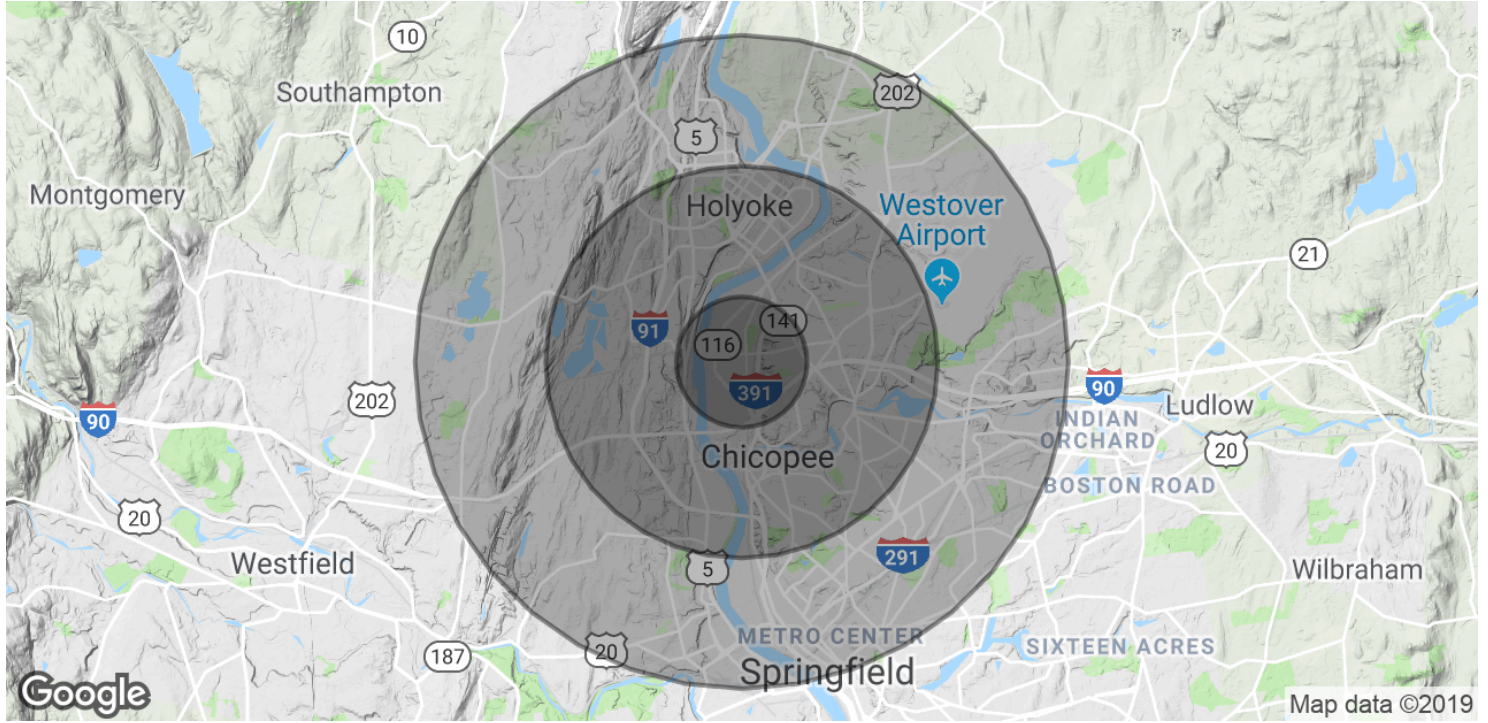 10
Southampton
202
5
Montgomery
Holyoke
Westover
Airport
21
141
91
116
391
90
202
90
Ludlow
INDIAN
ORCHARD
20
Chicopee
BOSTON ROAD
20
Westfield
5
291
Wilbraham
METRO CENTER
SIXTEEN ACRES
187
20
Springfield
Google
Map data ©2019